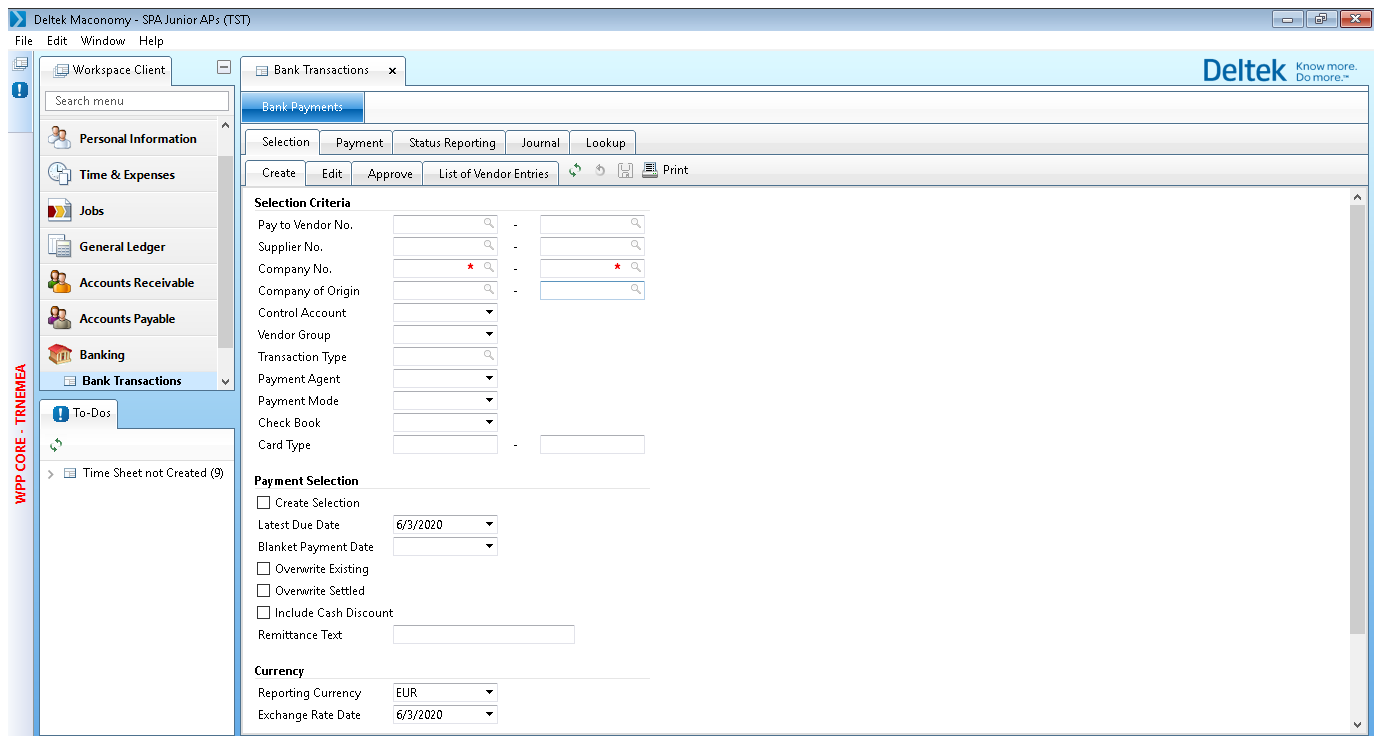 Deltek Maconomy - SPA Junior APs (TST)
File Edit Window Help
Workspace Client
Search menu
Personal Information
Time & Expenses
Jobs
General Ledger
Accounts Receivable
Accounts Payable
Banking
Bank Transactions
To-Dos
Time Sheet not Created (9)
WPP CORE - TRNEMEA
Bank Transactions x
Deltek Know more. Do more.™
Bank Payments
Selection Payment Status Reporting Journal Lookup
Create Edit Approve List of Vendor Entries Print
Selection Criteria
Pay to Vendor No. -
Supplier No. -
Company No. * - *
Company of Origin -
Control Account
Vendor Group
Transaction Type
Payment Agent
Payment Mode
Check Book
Card Type -
Payment Selection
Create Selection
Latest Due Date 6/3/2020
Blanket Payment Date
Overwrite Existing
Overwrite Settled
Include Cash Discount
Remittance Text
Currency
Reporting Currency EUR
Exchange Rate Date 6/3/2020